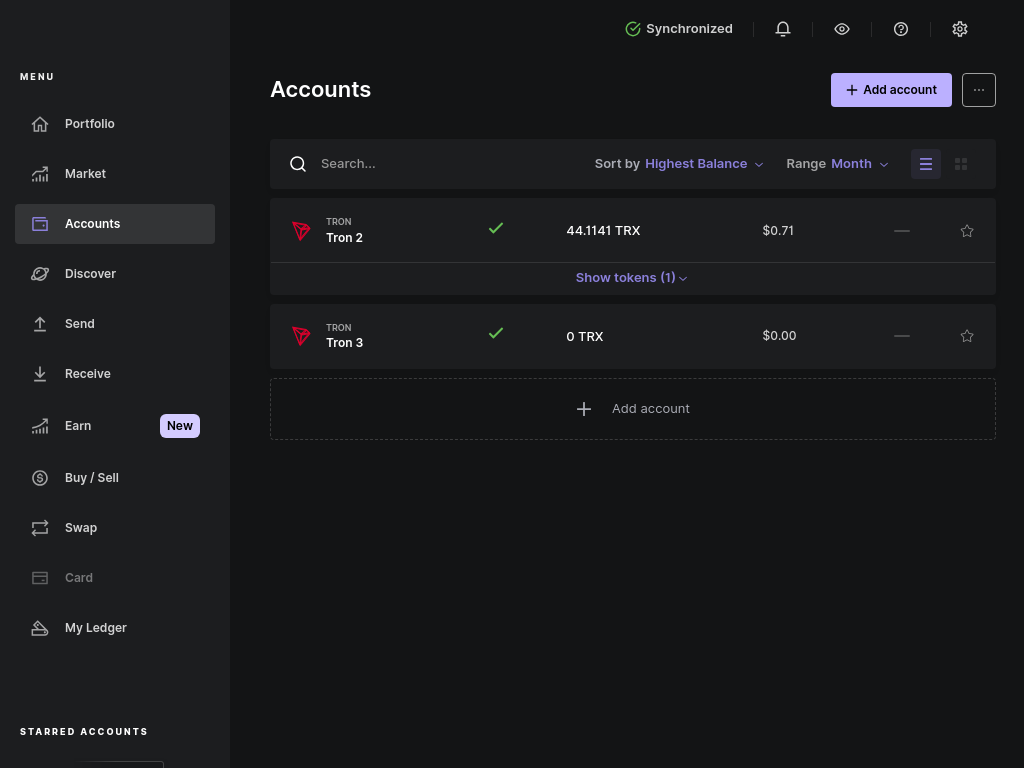 Synchronized
MENU
Portfolio
Market
Accounts
Discover
Send
Receive
Earn New
Buy / Sell
Swap
Card
My Ledger
STARRED ACCOUNTS
Accounts
Add account
Search...
Sort by Highest Balance
Range Month
TRON
Tron 2
44.1141 TRX
$0.71
—
Show tokens (1)
TRON
Tron 3
0 TRX
$0.00
—
Add account